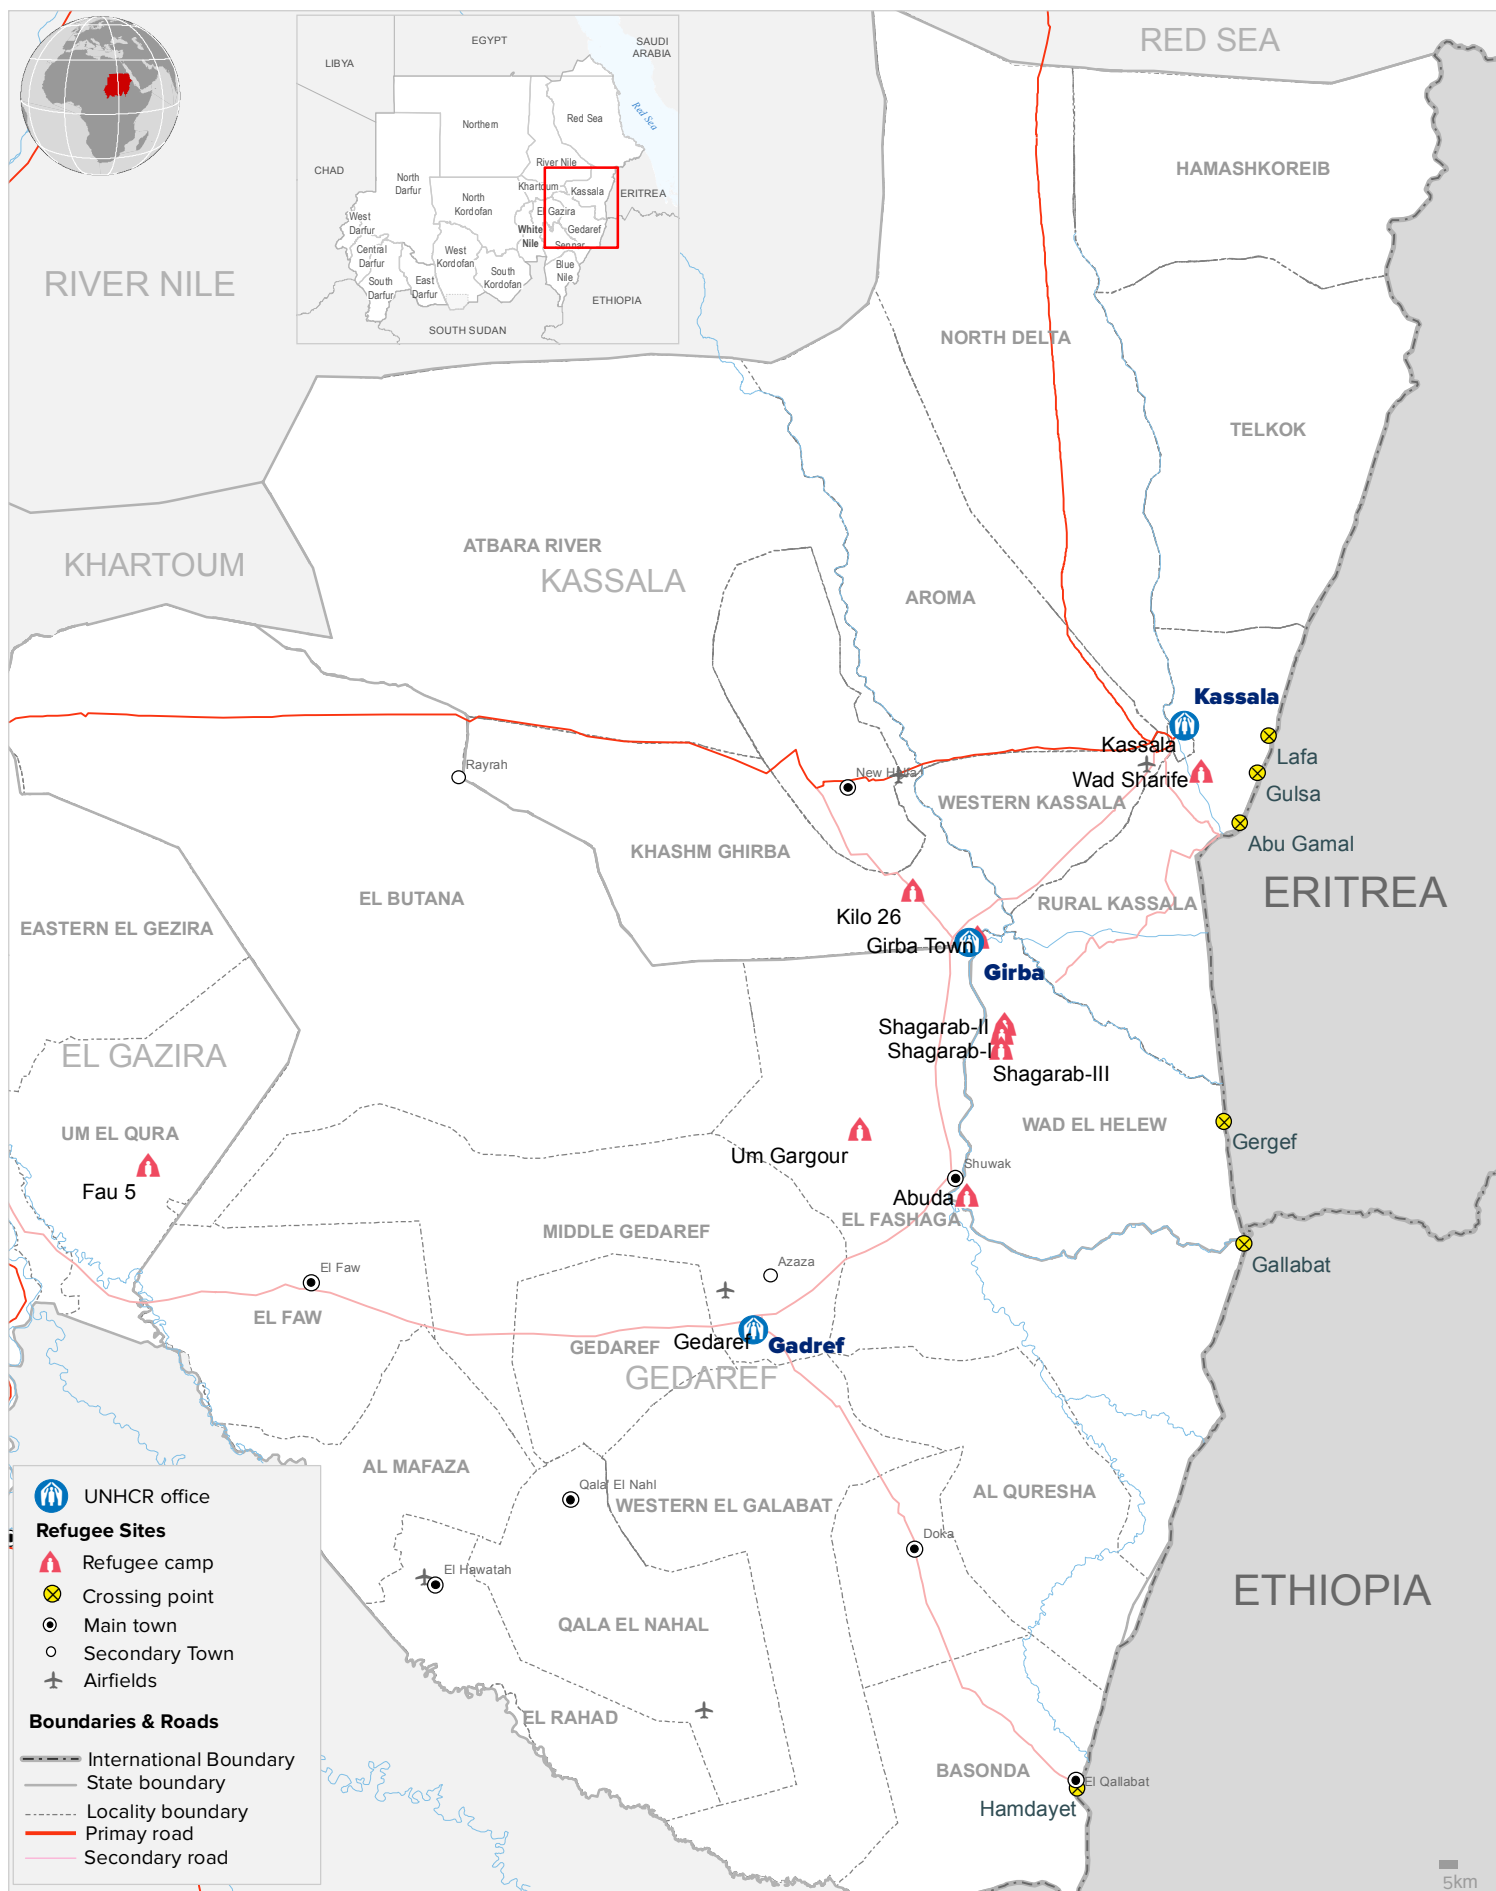 RED SEA
EGYPT
SAUDI
ARABIA
LIBYA
Red Sea
Northern
Red Sea
CHAD
River Nile
North
Darfur
Khartoum
Kassala
ERITREA
North
Kordofan
El Gazira
West
Darfur
White
Nile
Gedaref
Sennar
Central
Darfur
West
Kordofan
Blue
Nile
South
Darfur
East
Darfur
South
Kordofan
ETHIOPIA
SOUTH SUDAN
HAMASHKOREIB
RIVER NILE
NORTH DELTA
TELKOK
ATBARA RIVER
KHARTOUM
KASSALA
AROMA
Kassala
Kassala
Lafa
Rayrah
New Halfa
Wad Sharife
Gulsa
WESTERN KASSALA
Abu Gamal
KHASHM GHIRBA
ERITREA
EL BUTANA
RURAL KASSALA
Kilo 26
EASTERN EL GEZIRA
Girba Town
Girba
Shagarab-II
Shagarab-I
EL GAZIRA
Shagarab-III
WAD EL HELEW
UM EL QURA
Gergef
Um Gargour
Shuwak
Fau 5
Abuda
EL FASHAGA
MIDDLE GEDAREF
El Faw
Azaza
Gallabat
EL FAW
GEDAREF
Gedaref
Gadref
GEDAREF
AL MAFAZA
Qala' El Nahl
WESTERN EL GALABAT
AL QURESHA
Doka
El Hawatah
ETHIOPIA
QALA EL NAHAL
EL RAHAD
BASONDA
El Qallabat
Hamdayet
UNHCR office
Refugee Sites
Refugee camp
Crossing point
Main town
Secondary Town
Airfields
Boundaries & Roads
International Boundary
State boundary
Locality boundary
Primay road
Secondary road
5km